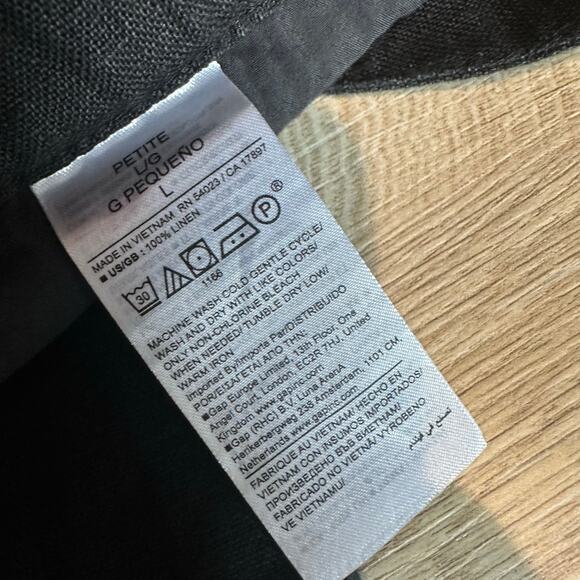 PETITE
L/G
G PEQUEÑO
L
MADE IN VIETNAM RN 54023 / CA 17897
■ US/GB : 100% LINEN
30 P ®
1166
MACHINE WASH COLD GENTLE CYCLE/
WASH AND DRY WITH LIKE COLORS/
ONLY NON-CHLORINE BLEACH
WHEN NEEDED/ TUMBLE DRY LOW/
WARM IRON
Imported By/Importé Par/DISTRIBUIDO
POR/ÉSAT ETAI APO THN:
■Gap Europe Limited, 13th Floor, One
Angel Court, London, EC2R 7HJ, United
Kingdom www.gapinc.com
■Gap (RHC) B.V. Luna ArenA
Herikerbergweg 238 Amsterdam, 1101 CM,
Netherlands www.gapinc.com
FABRIQUÉ AU VIETNAM/ HECHO EN
VIETNAM CON INSUMOS IMPORTADOS/
ПРОИЗВЕДЕНО ВЪВ ВИЕТНАМ/
FABRICADO NO VIETNÃ/ VYROBENO
VE VIETNAMU/ صنع في فيتنام